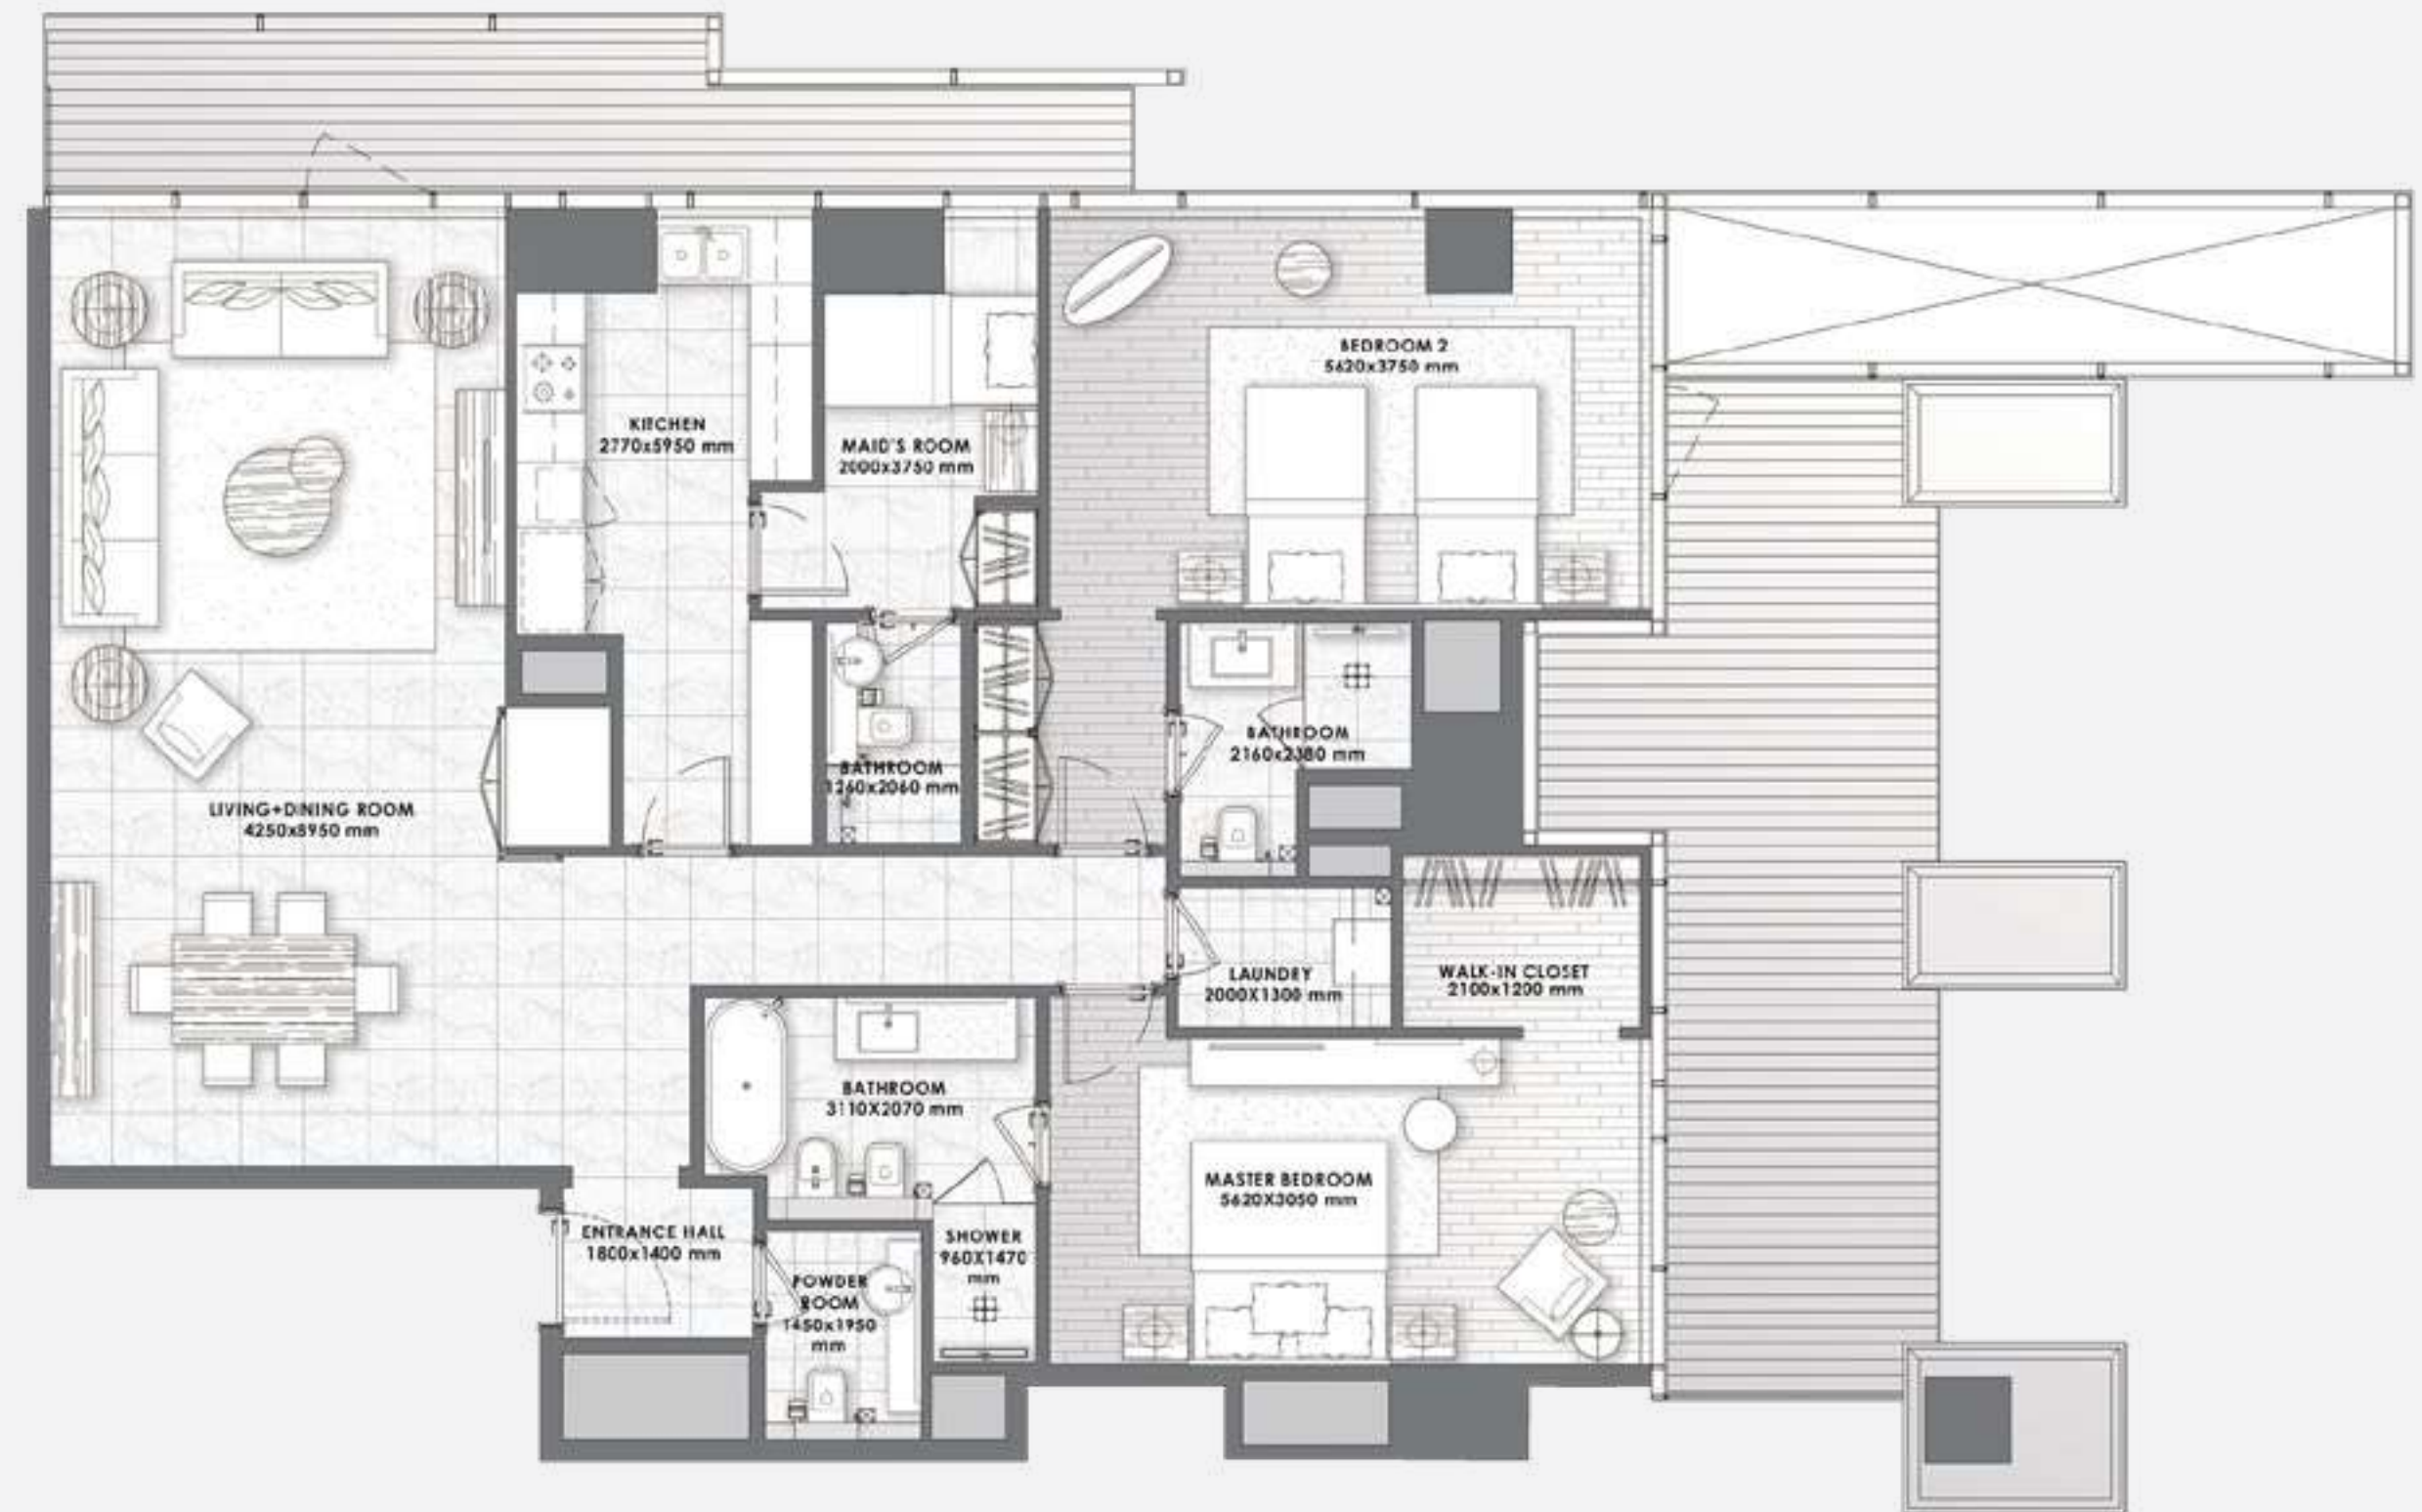 BEDROOM 2
5620x3750 mm
KITCHEN
2770x5950 mm
MAID'S ROOM
2000x3750 mm
BATHROOM
2160x2380 mm
BATHROOM
1260x2060 mm
LIVING+DINING ROOM
4250x8950 mm
LAUNDRY
2000X1300 mm
WALK-IN CLOSET
2100x1200 mm
BATHROOM
3110X2070 mm
MASTER BEDROOM
5620X3050 mm
ENTRANCE HALL
1800x1400 mm
SHOWER
960X1470
mm
POWDER
ROOM
1450x1950
mm